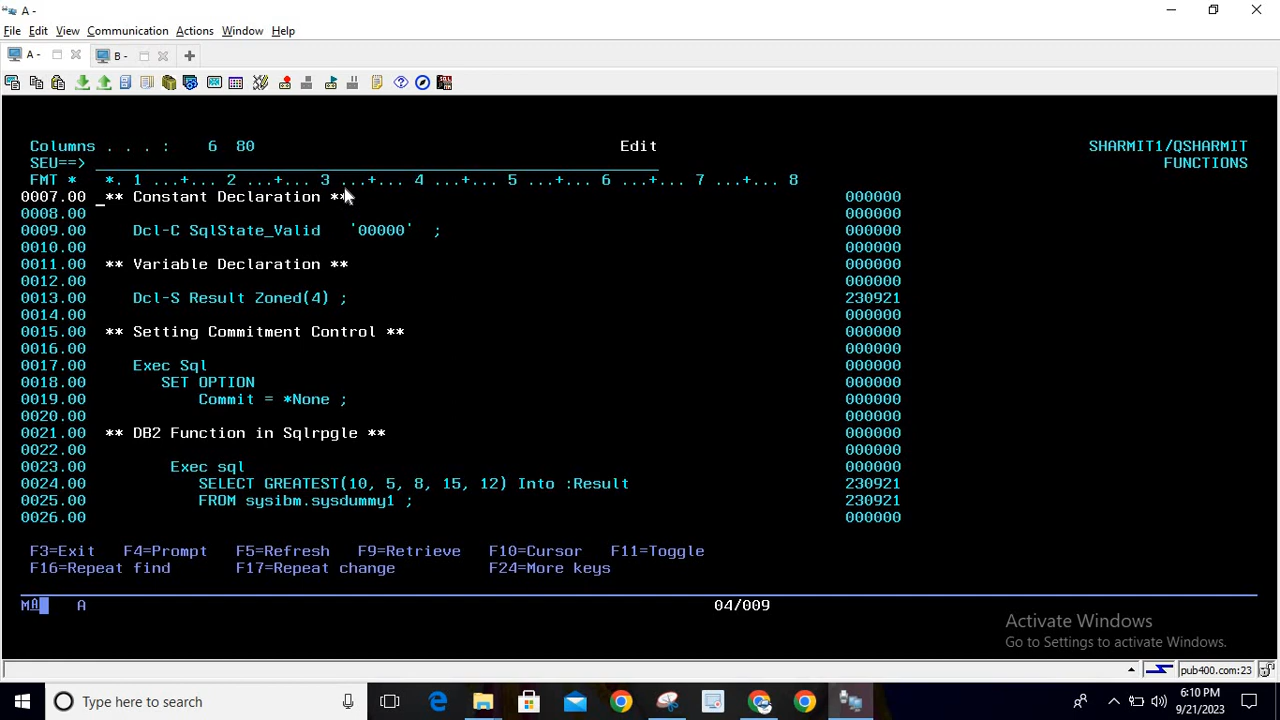 A -
File Edit View Communication Actions Window Help
A - B -
Columns . . . : 6 80 Edit SHARMIT1/QSHARMIT
SEU==> FUNCTIONS
FMT * *. 1 ...+... 2 ...+... 3 ...+... 4 ...+... 5 ...+... 6 ...+... 7 ...+... 8
0007.00 ** Constant Declaration ** 000000
0008.00 000000
0009.00 Dcl-C SqlState_Valid '00000' ; 000000
0010.00 000000
0011.00 ** Variable Declaration ** 000000
0012.00 000000
0013.00 Dcl-S Result Zoned(4) ; 230921
0014.00 000000
0015.00 ** Setting Commitment Control ** 000000
0016.00 000000
0017.00 Exec Sql 000000
0018.00 SET OPTION 000000
0019.00 Commit = *None ; 000000
0020.00 000000
0021.00 ** DB2 Function in Sqlrpgle ** 000000
0022.00 000000
0023.00 Exec sql 000000
0024.00 SELECT GREATEST(10, 5, 8, 15, 12) Into :Result 230921
0025.00 FROM sysibm.sysdummy1 ; 230921
0026.00 000000
F3=Exit F4=Prompt F5=Refresh F9=Retrieve F10=Cursor F11=Toggle
F16=Repeat find F17=Repeat change F24=More keys
MA A 04/009
Activate Windows
Go to Settings to activate Windows.
pub400.com:23
Type here to search
6:10 PM
9/21/2023